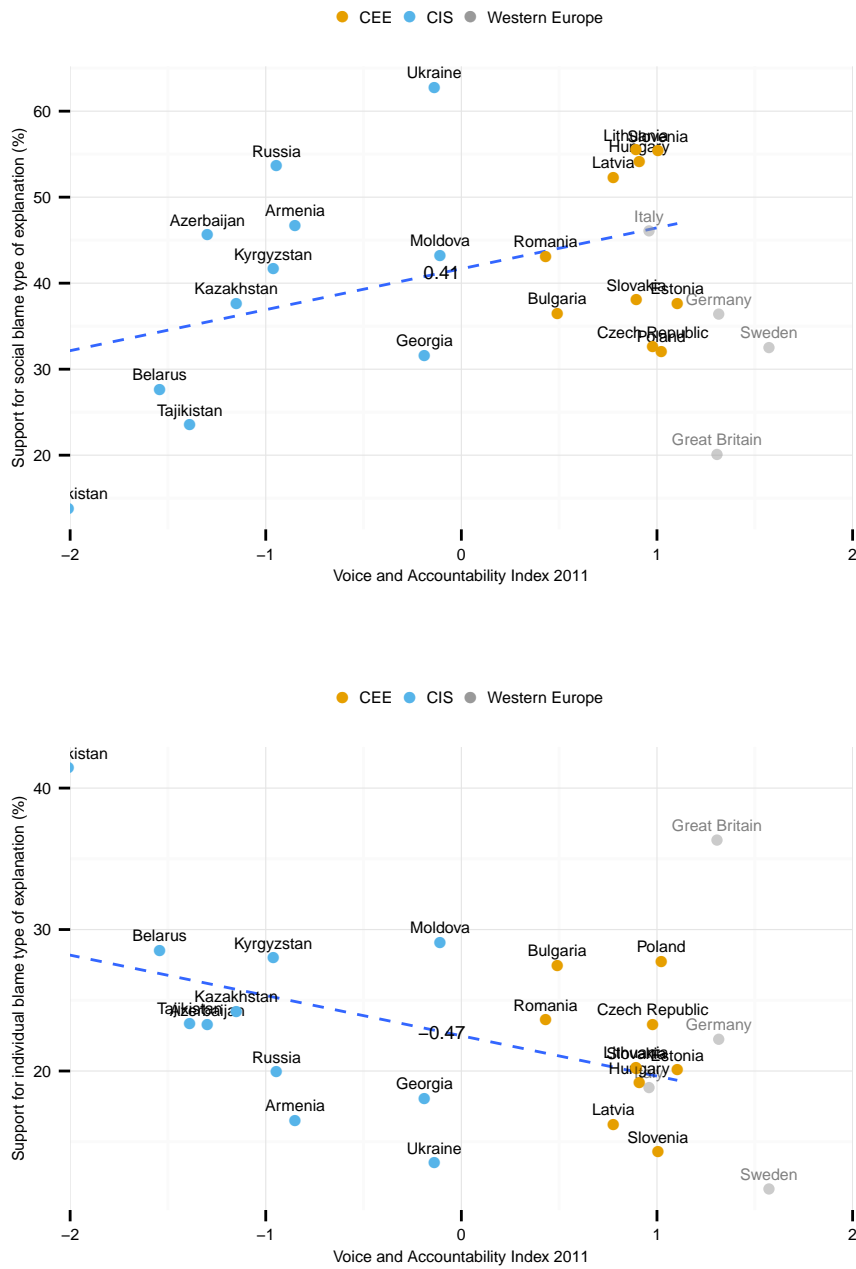 CEE CIS Western Europe
Support for social blame type of explanation (%)
60
50
40
30
20
Ukraine
Russia
Lithuania
Slovenia
Hungary
Latvia
Azerbaijan
Armenia
Italy
Kyrgyzstan
Moldova
Romania
0.41
Kazakhstan
Bulgaria
Slovakia
Estonia
Germany
Georgia
Czech Republic
Poland
Sweden
Belarus
Tajikistan
Great Britain
kistan
−2 −1 0 1 2
Voice and Accountability Index 2011
CEE CIS Western Europe
Support for individual blame type of explanation (%)
40
30
20
kistan
Great Britain
Belarus
Kyrgyzstan
Moldova
Bulgaria
Poland
Kazakhstan
Tajikistan
Azerbaijan
Romania
Czech Republic
Germany
−0.47
Russia
Lithuania
Slovakia
Estonia
Hungary
Italy
Georgia
Armenia
Latvia
Ukraine
Slovenia
Sweden
−2 −1 0 1 2
Voice and Accountability Index 2011